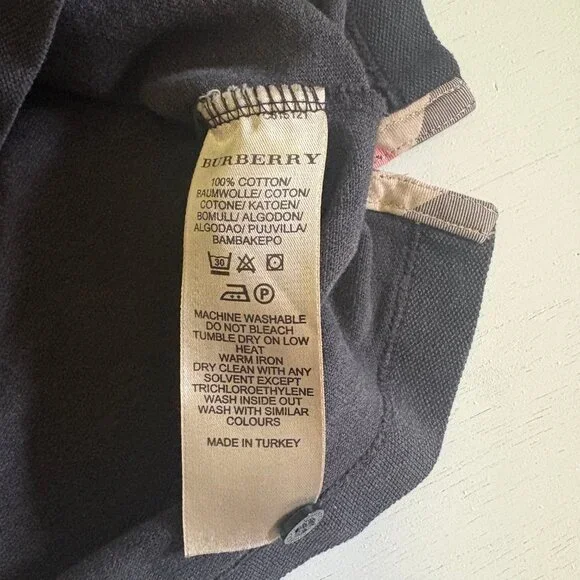 BURBERRY
100% COTTON/
BAUMWOLLE/ COTON/
COTONE/ KATOEN/
BOMULL/ ALGODON/
ALGODAO/ PUUVILLA/
BAMBAKEPO
30
P
MACHINE WASHABLE
DO NOT BLEACH
TUMBLE DRY ON LOW
HEAT
WARM IRON
DRY CLEAN WITH ANY
SOLVENT EXCEPT
TRICHLOROETHYLENE
WASH INSIDE OUT
WASH WITH SIMILAR
COLOURS
MADE IN TURKEY